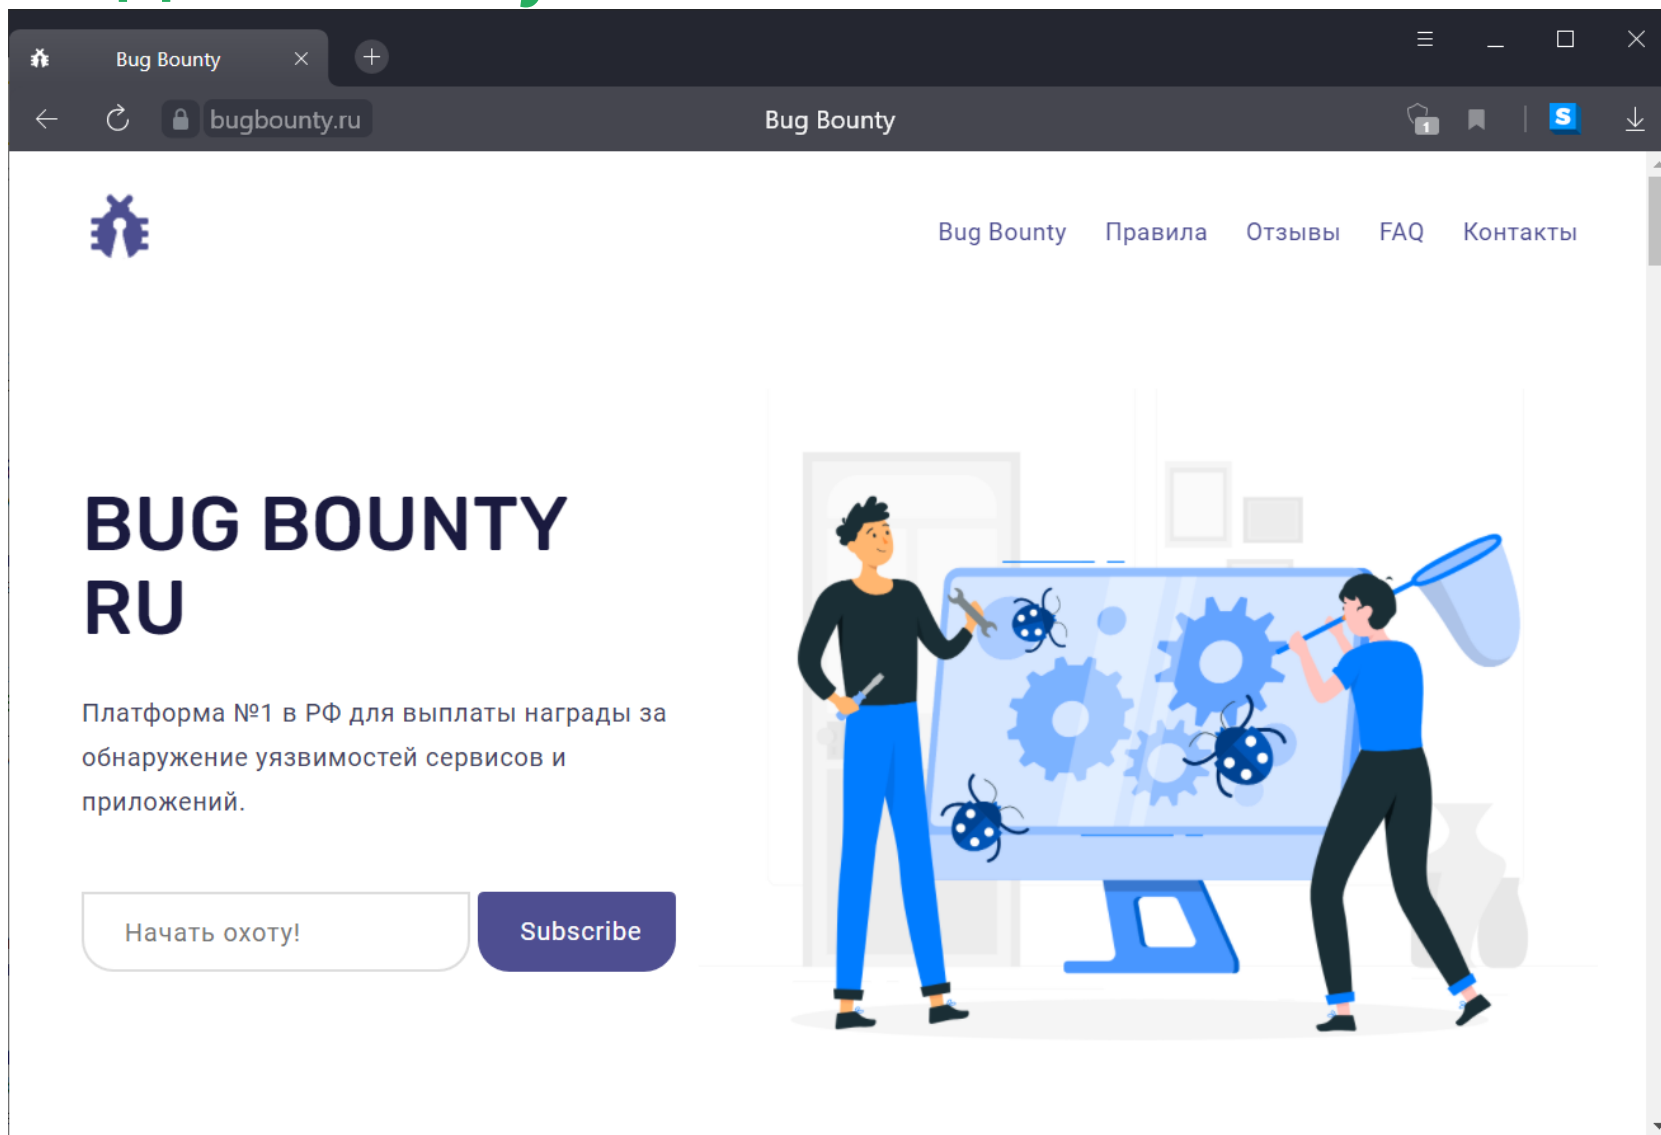 Bug Bounty
bugbounty.ru
Bug Bounty
1
S
Bug Bounty Правила Отзывы FAQ Контакты
BUG BOUNTY
RU
Платформа №1 в РФ для выплаты награды за
обнаружение уязвимостей сервисов и
приложений.
Начать охоту!
Subscribe